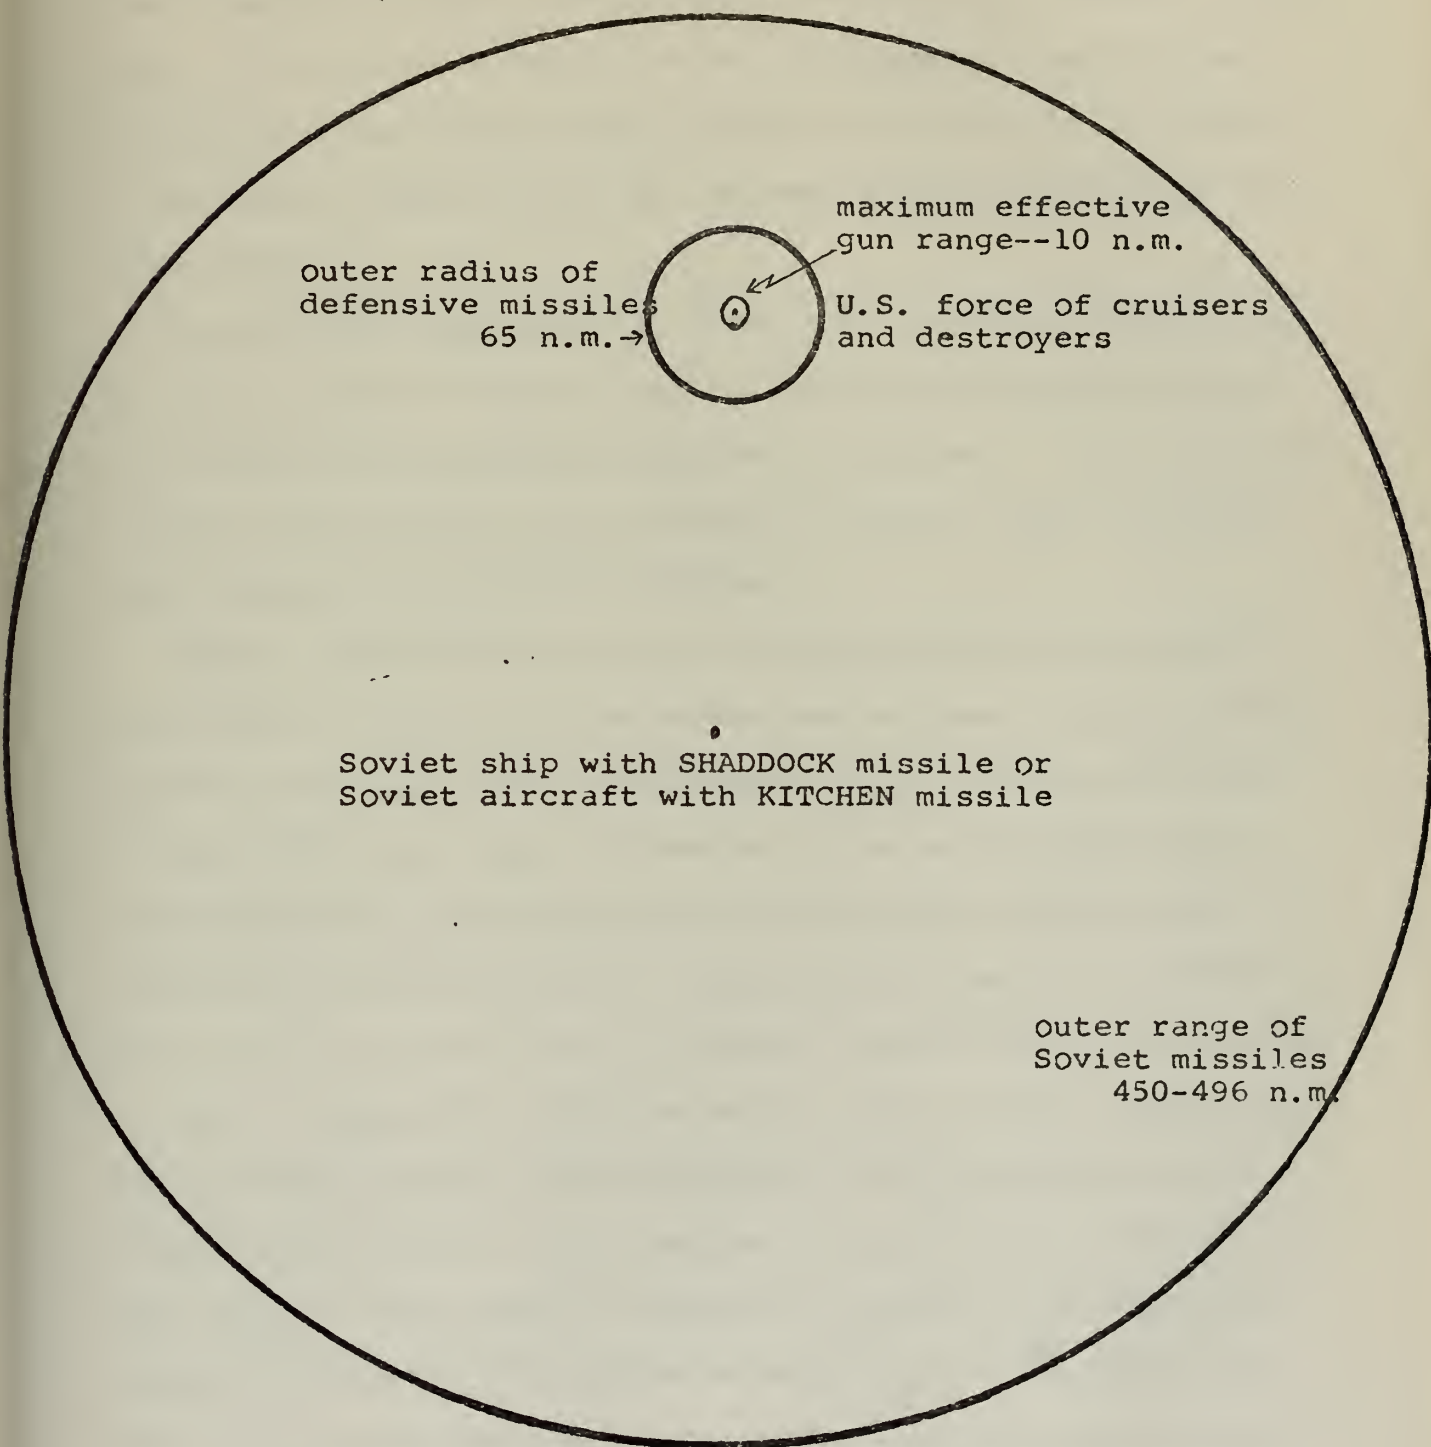 maximum effective
gun range--10 n.m.
outer radius of
defensive missiles
65 n.m.→
U.S. force of cruisers
and destroyers
Soviet ship with SHADDOCK missile or
Soviet aircraft with KITCHEN missile
outer range of
Soviet missiles
450-496 n.m.